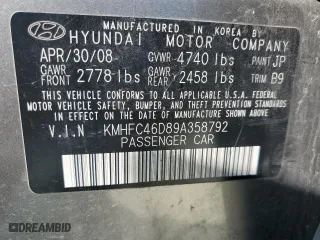 MANUFACTURED IN KOREA BY
HYUNDAI MOTOR COMPANY
APR/30/08 GVWR 4740 lbs PAINT JP
GAWR FRONT 2778 lbs GAWR REAR 2458 lbs TRIM B9
THIS VEHICLE CONFORMS TO ALL APPLICABLE U.S. FEDERAL
MOTOR VEHICLE SAFETY, BUMPER, AND THEFT PREVENTION
STANDARDS IN EFFECT ON THE DATE OF MANUFACTURE SHOWN
ABOVE.
V.I.N KMHFC46D89A358792
PASSENGER CAR
DREAMBID